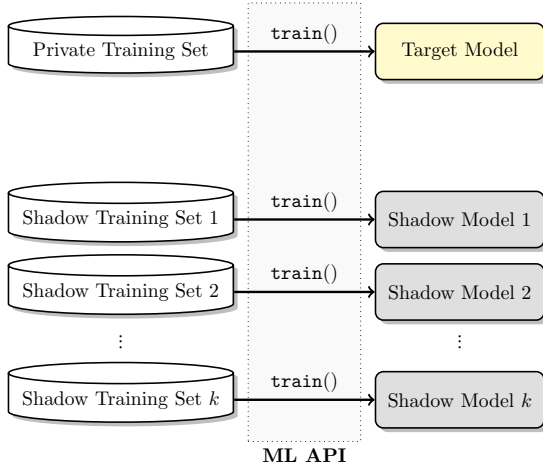 Private Training Set train() Target Model
Shadow Training Set 1 train() Shadow Model 1
Shadow Training Set 2 train() Shadow Model 2
⋮ ⋮
Shadow Training Set k train() Shadow Model k
ML API